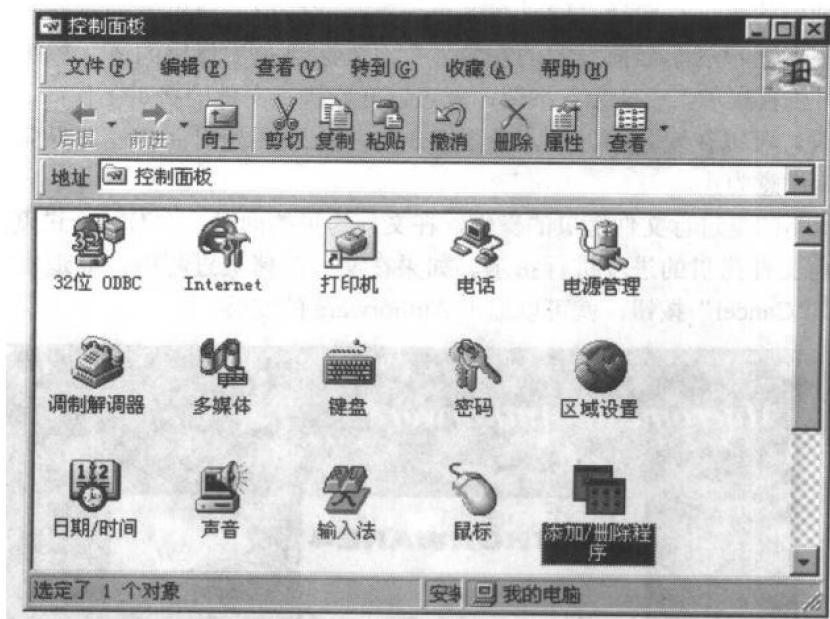 控制面板
文件(F) 编辑(E) 查看(V) 转到(G) 收藏(A) 帮助(H)
后退 前进 向上 剪切 复制 粘贴 撤消 删除 属性 查看
地址 控制面板
32位 ODBC Internet 打印机 电话 电源管理
调制解调器 多媒体 键盘 密码 区域设置
日期/时间 声音 输入法 鼠标 添加/删除程
序
选定了 1 个对象 安装 我的电脑